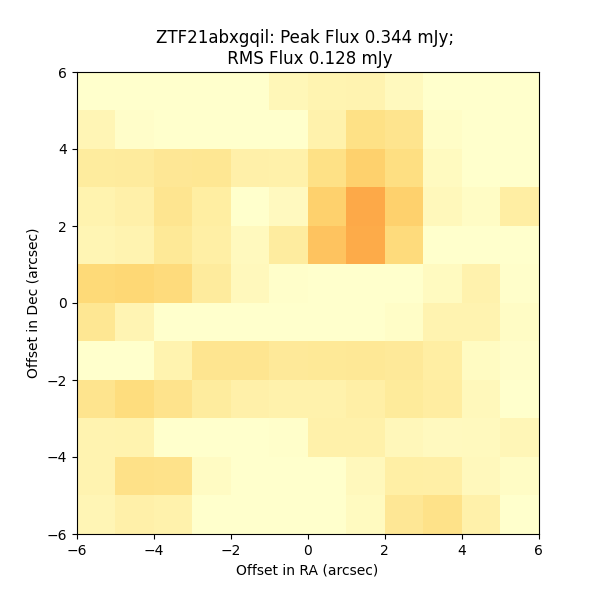 ZTF21abxgqil: Peak Flux 0.344 mJy;
RMS Flux 0.128 mJy
6
4
2
0
−2
−4
−6
Offset in Dec (arcsec)
−6 −4 −2 0 2 4 6
Offset in RA (arcsec)